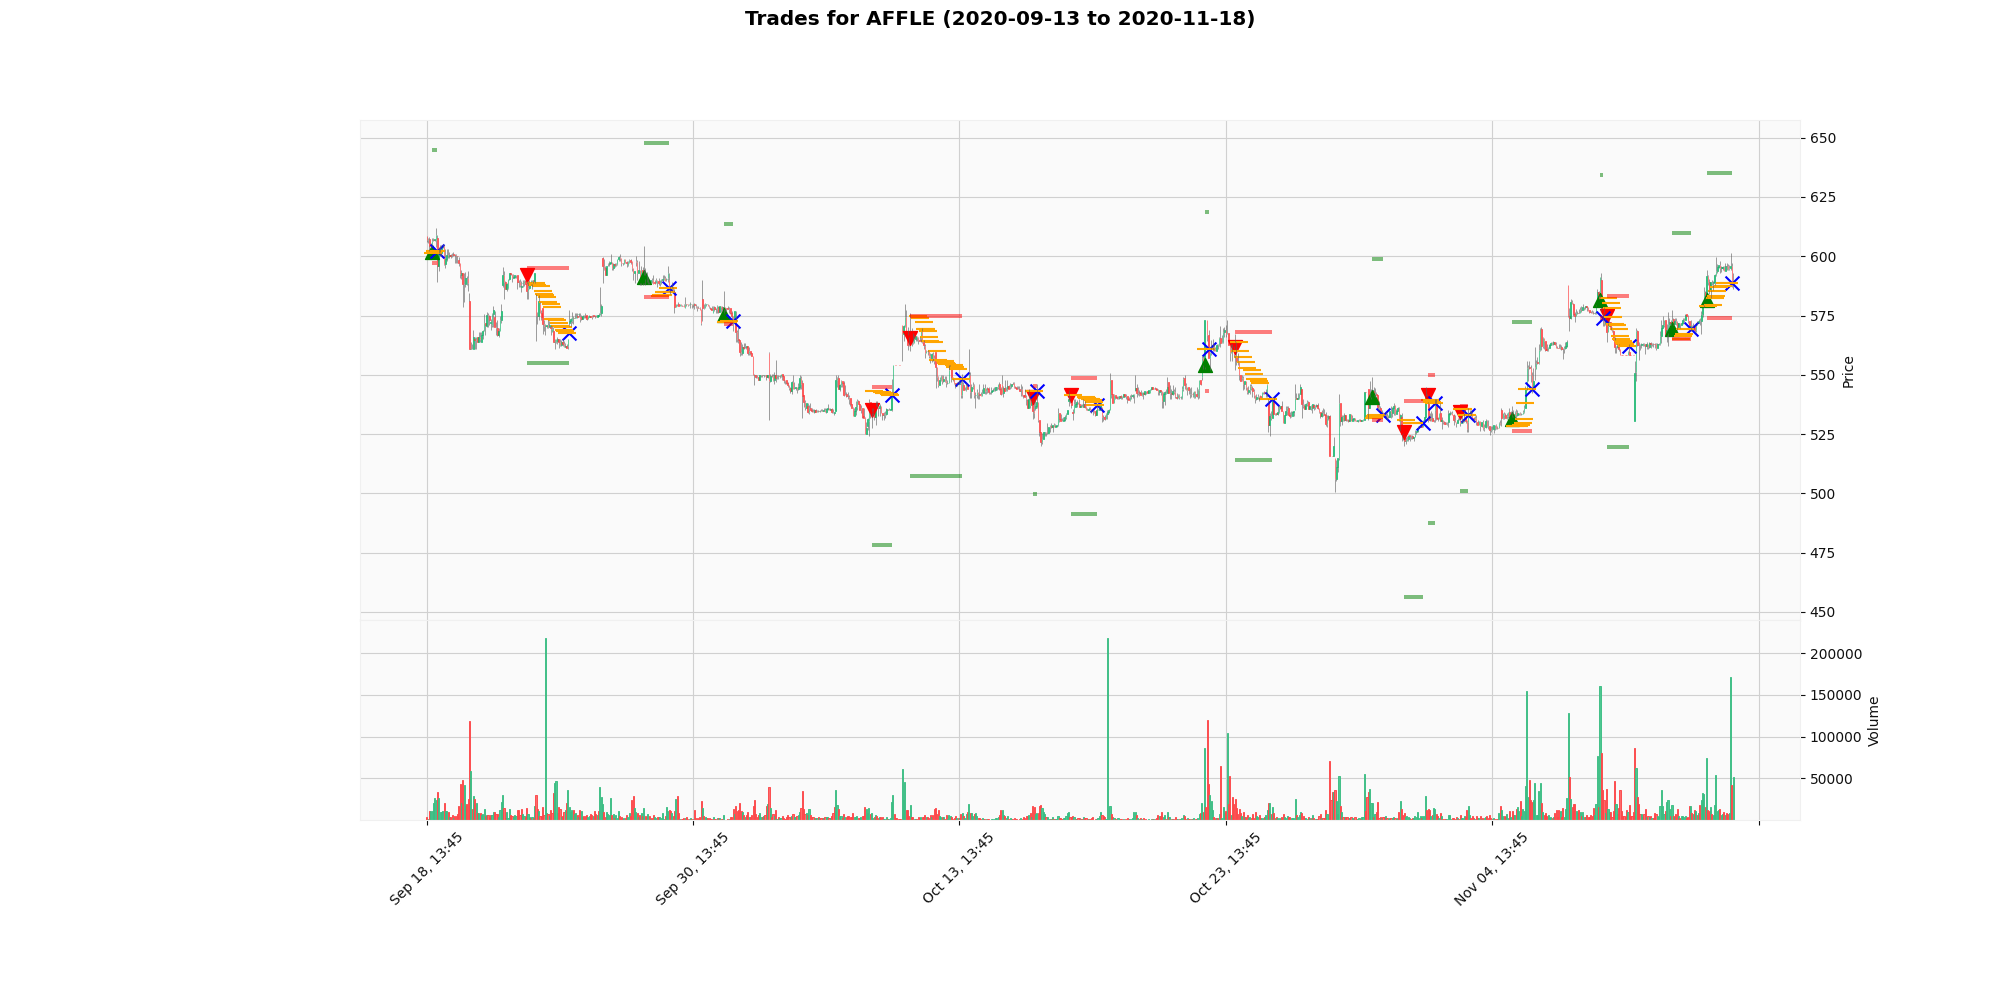 Trades for AFFLE (2020-09-13 to 2020-11-18)
650
625
600
575
550
525
500
475
450
Price
200000
150000
100000
50000
Volume
Sep 18, 13:45
Sep 30, 13:45
Oct 13, 13:45
Oct 23, 13:45
Nov 04, 13:45